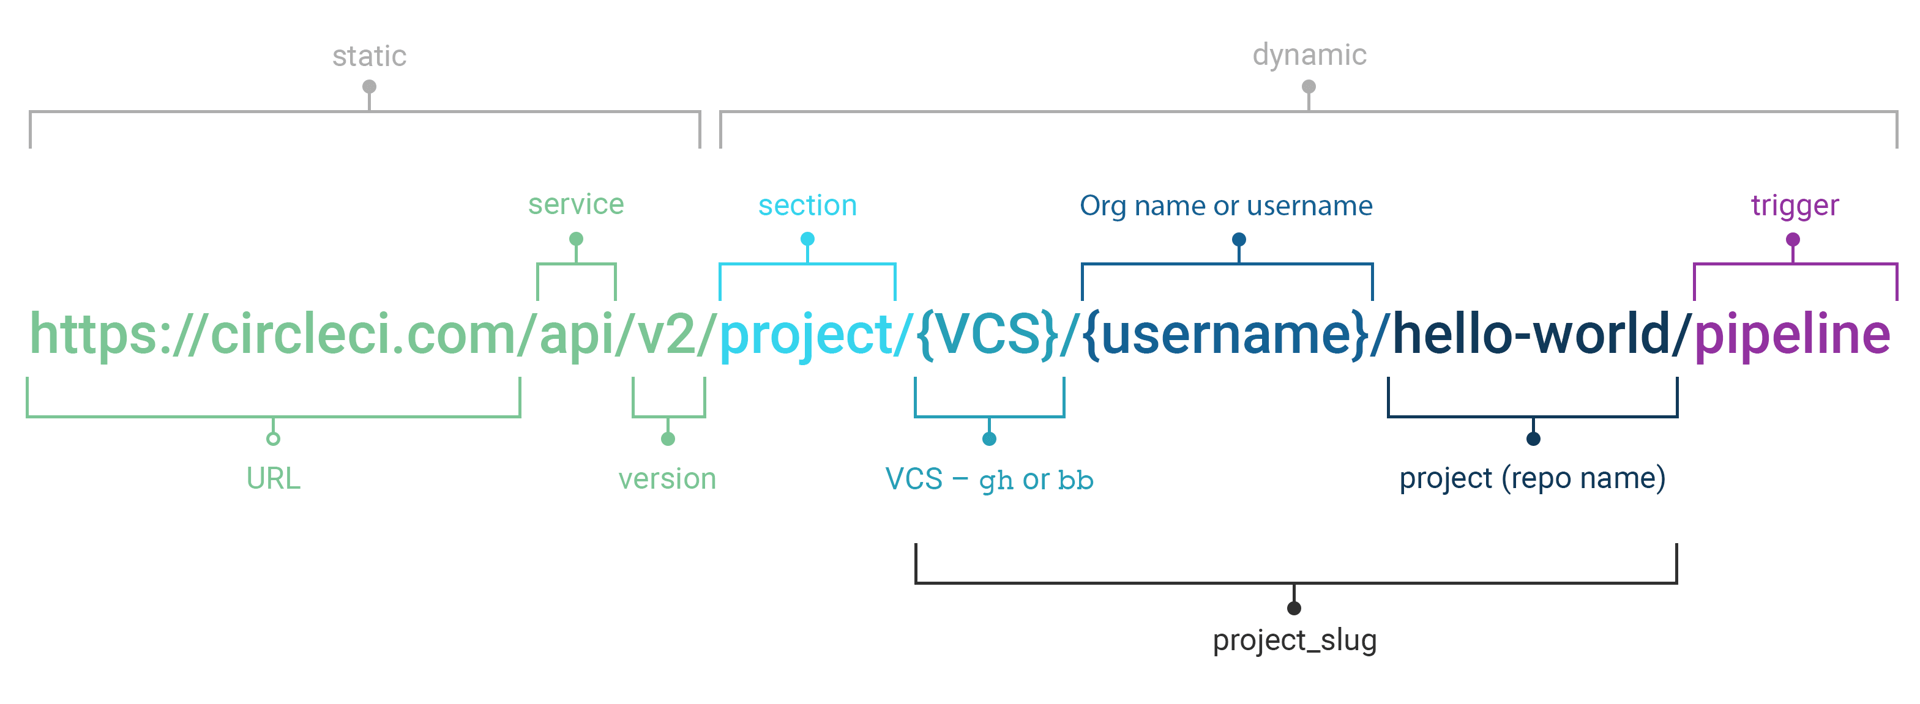 static
dynamic
service
section
Org name or username
trigger
https://circleci.com/api/v2/project/{VCS}/{username}/hello-world/pipeline
URL
version
VCS – gh or bb
project (repo name)
project_slug